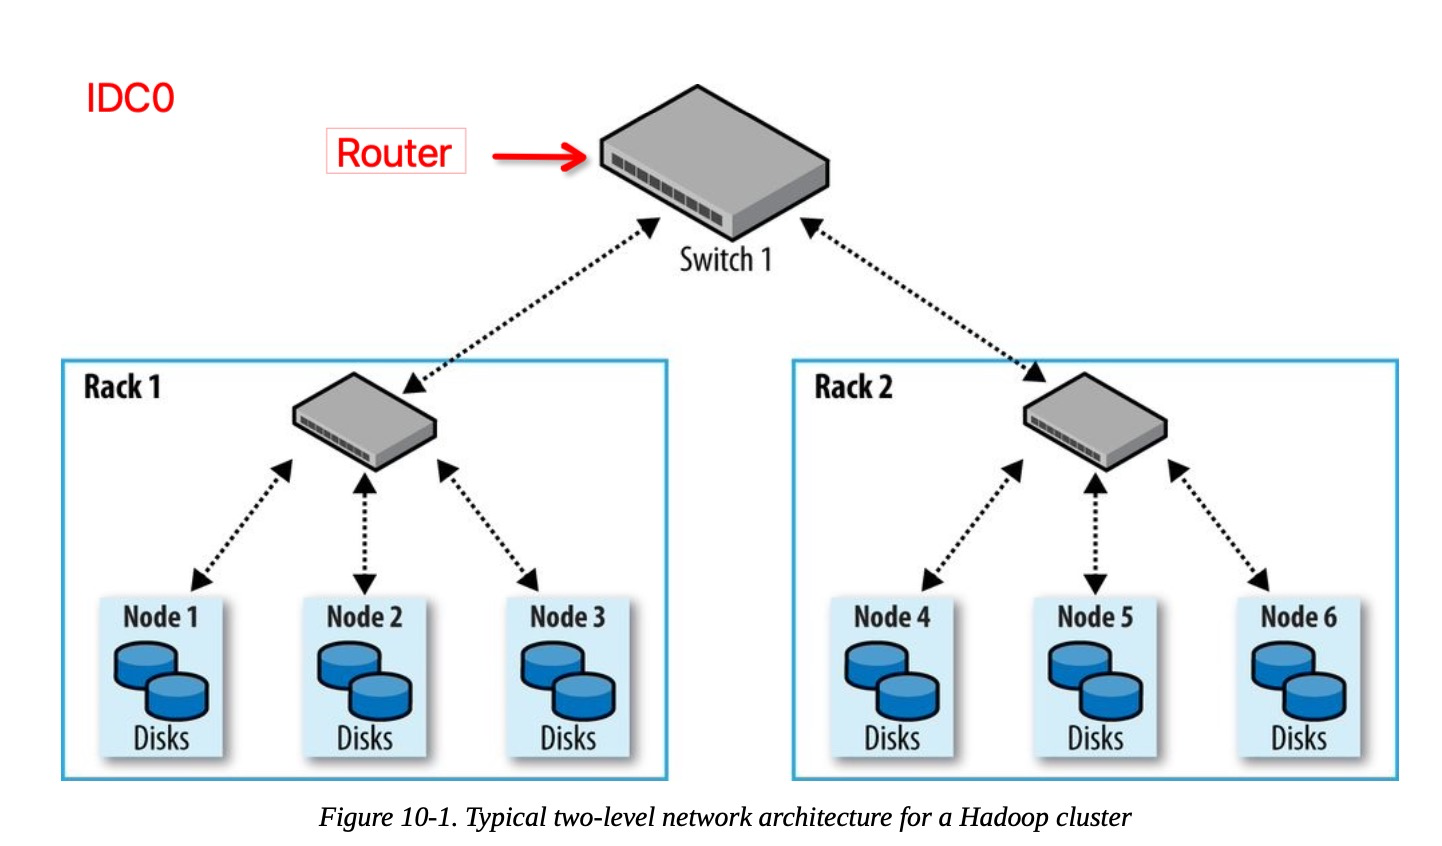 IDC0
Router
Switch 1
Rack 1
Rack 2
Node 1
Node 2
Node 3
Node 4
Node 5
Node 6
Disks
Disks
Disks
Disks
Disks
Disks
Figure 10-1. Typical two-level network architecture for a Hadoop cluster